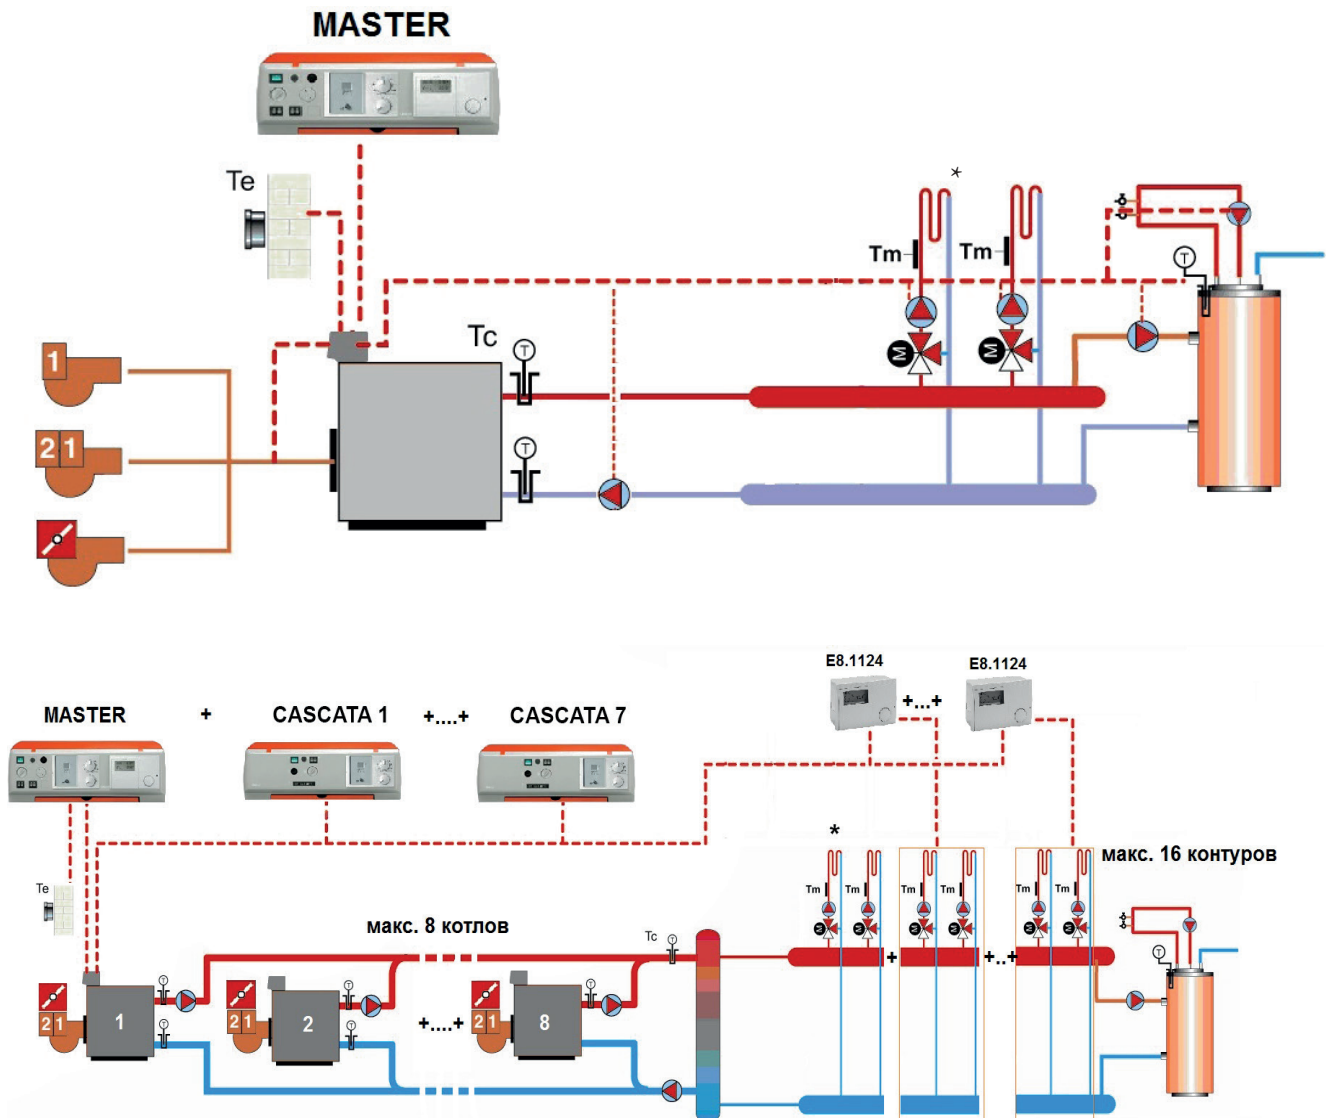 MASTER
Te
*
Tm
Tm
T
Tc
T
1
M
M
2 1
T
E8.1124
E8.1124
+...+
MASTER
+
CASCATA 1
+....+
CASCATA 7
*
макс. 16 контуров
Te
Tm
Tm
Tm
Tm
Tm
Tm
макс. 8 котлов
Tc
T
M
M
M
M
M
M
+
+..+
T
T
T
T
2 1
1
2 1
2
+....+
2 1
8
T
T